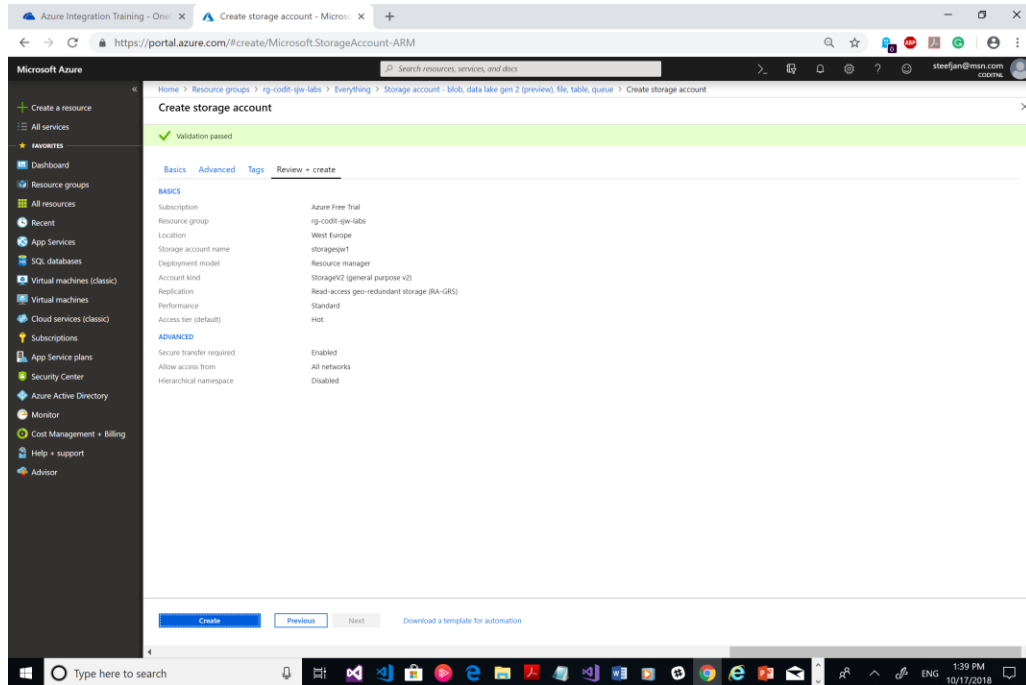 Azure Integration Training - One
Create storage account - Microso
https://portal.azure.com/#create/Microsoft.StorageAccount-ARM
ABP
0
Microsoft Azure
Search resources, services, and docs
steefjan@msn.com
Home > Resource groups > rg-codit-sjw-labs > Everything > Storage account - blob, data lake gen 2 (preview), file, table, queue > Create storage account
Create storage account
Validation passed
Create a resource
All services
FAVORITES
Dashboard
Resource groups
All resources
Recent
App Services
SQL databases
Virtual machines (classic)
Virtual machines
Cloud services (classic)
Subscriptions
App Service plans
Security Center
Azure Active Directory
Monitor
Cost Management + Billing
Help + support
Advisor
Basics Advanced Tags Review + create
BASICS
Subscription Azure Free Trial
Resource group rg-codit-sjw-labs
Location West Europe
Storage account name storagesjw1
Deployment model Resource manager
Account kind StorageV2 (general purpose v2)
Replication Read-access geo-redundant storage (RA-GRS)
Performance Standard
Access tier (default) Hot
ADVANCED
Secure transfer required Enabled
Allow access from All networks
Hierarchical namespace Disabled
Create Previous Next Download a template for automation
Type here to search
ENG
1:39 PM
10/17/2018